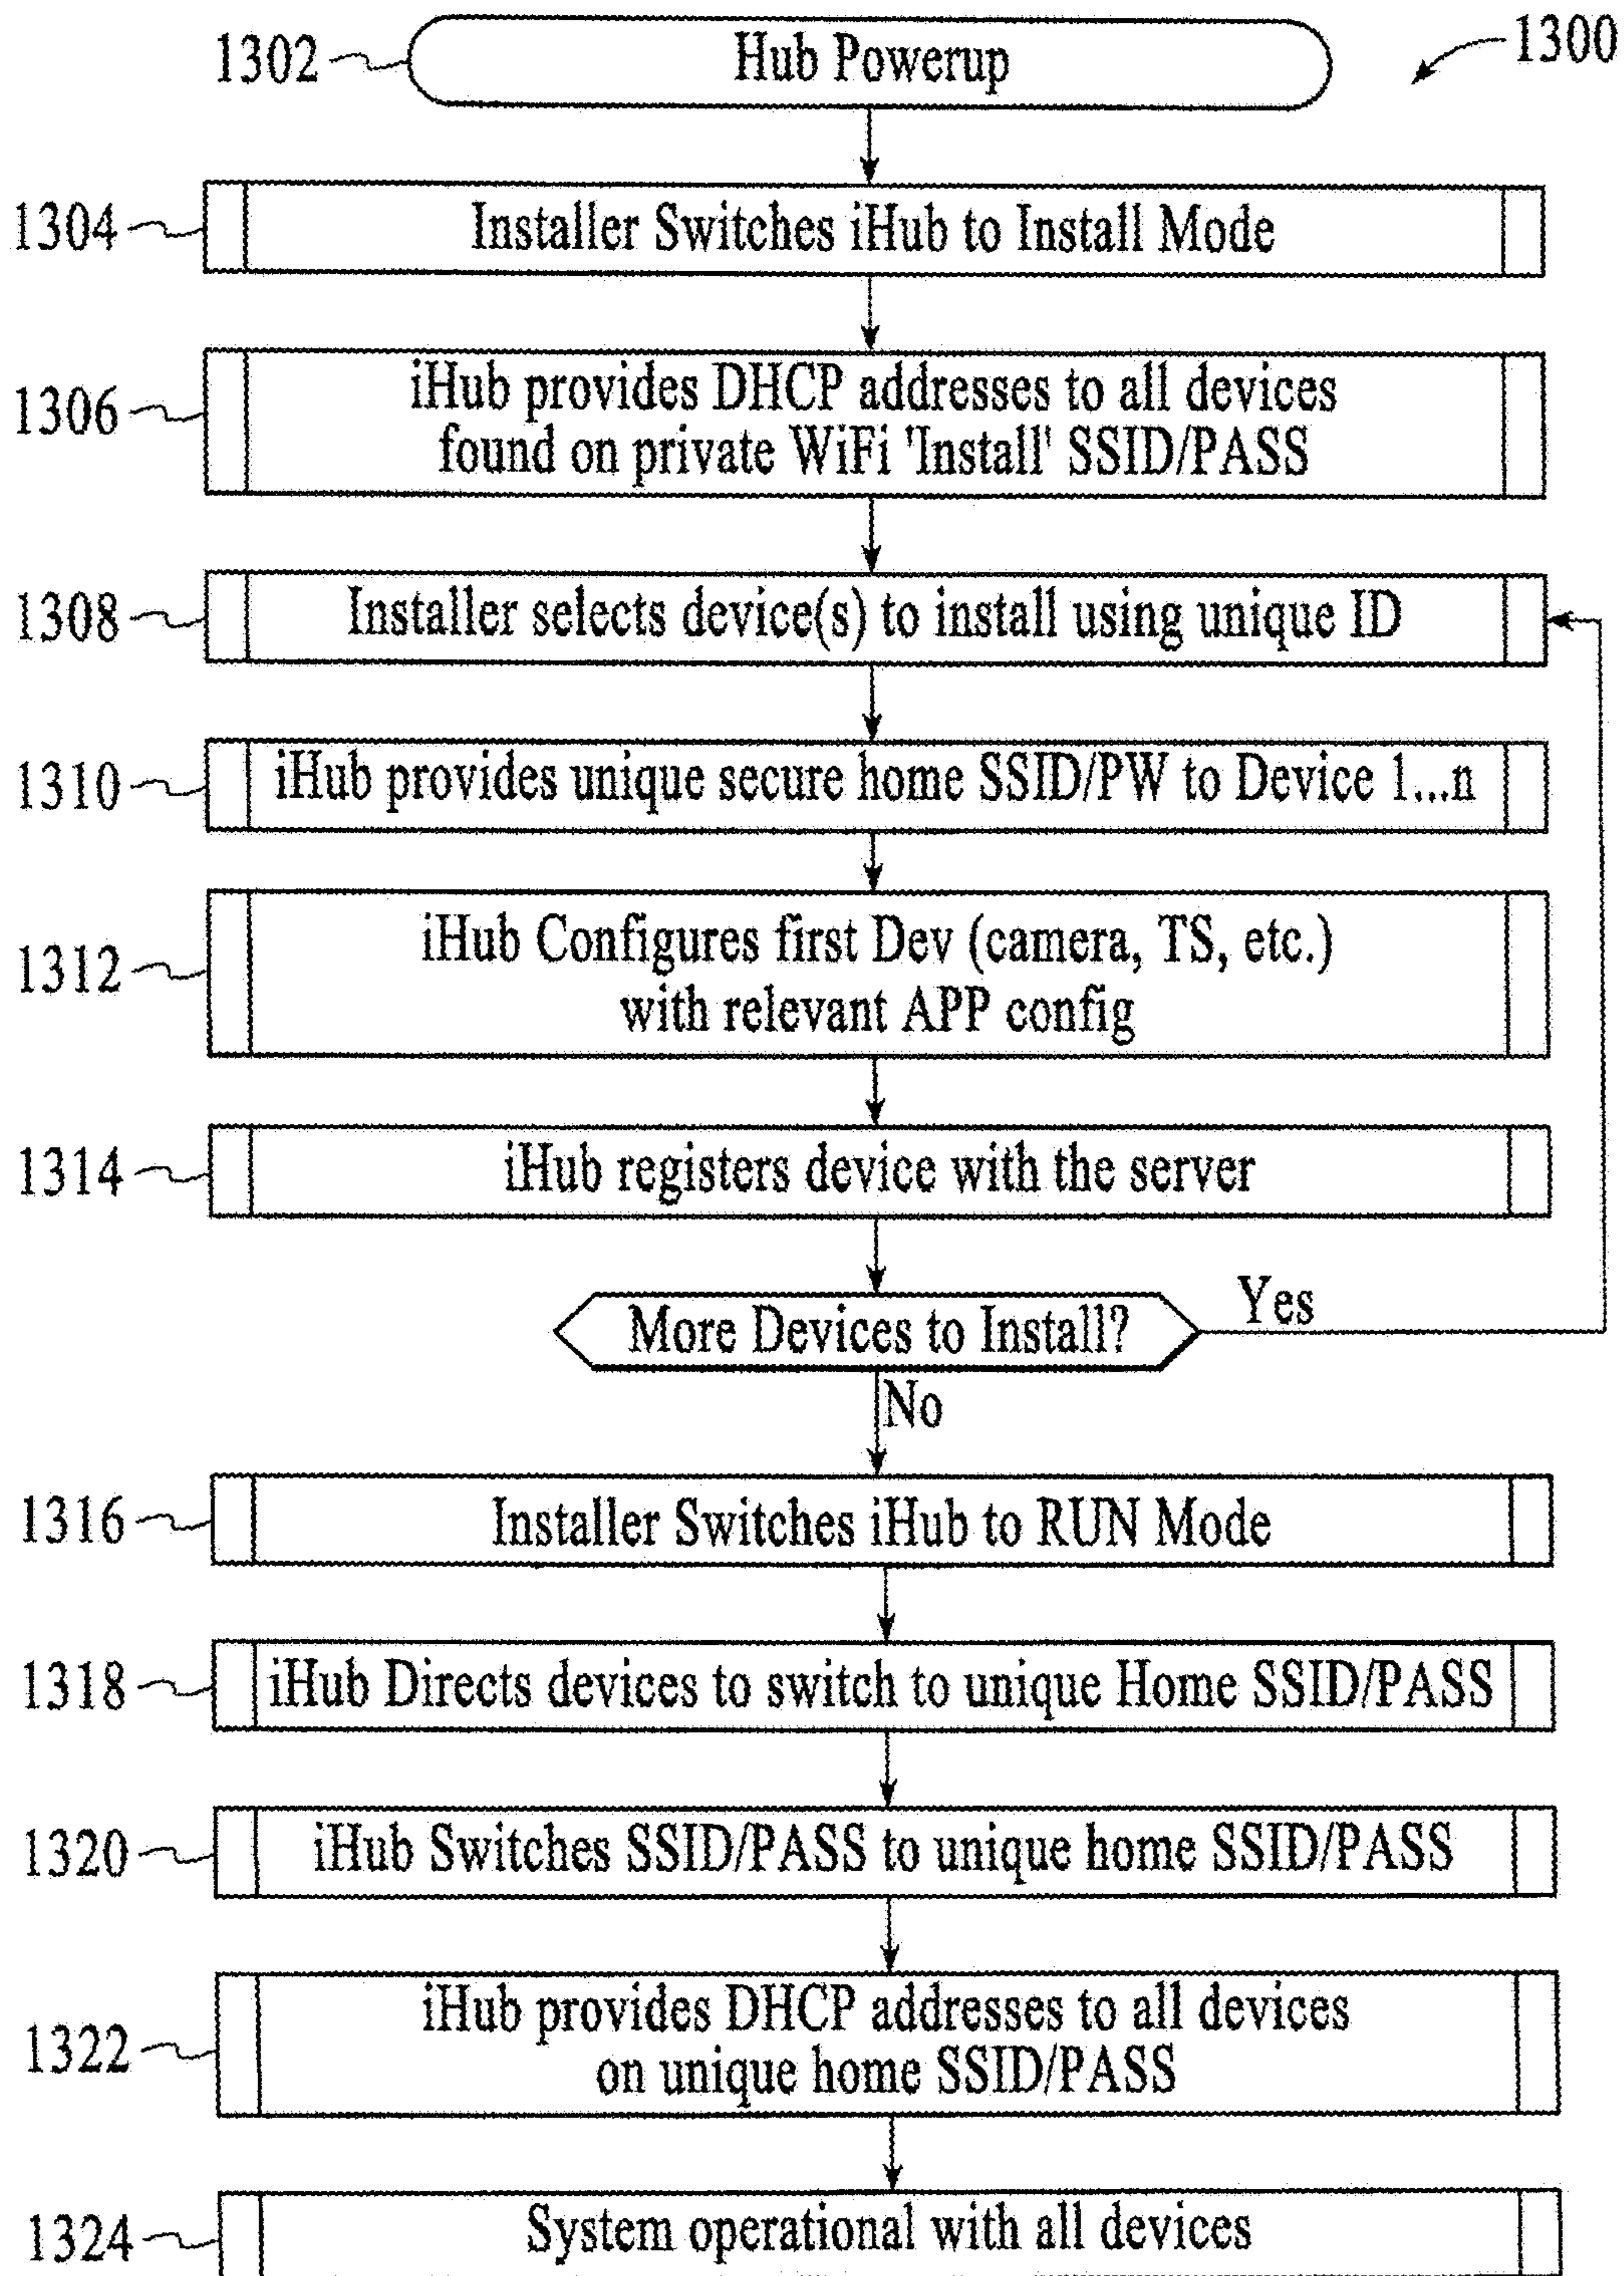 1302 Hub Powerup 1300
1304 Installer Switches iHub to Install Mode
1306 iHub provides DHCP addresses to all devices
found on private WiFi 'Install' SSID/PASS
1308 Installer selects device(s) to install using unique ID
1310 iHub provides unique secure home SSID/PW to Device 1...n
1312 iHub Configures first Dev (camera, TS, etc.)
with relevant APP config
1314 iHub registers device with the server
More Devices to Install? Yes
No
1316 Installer Switches iHub to RUN Mode
1318 iHub Directs devices to switch to unique Home SSID/PASS
1320 iHub Switches SSID/PASS to unique home SSID/PASS
1322 iHub provides DHCP addresses to all devices
on unique home SSID/PASS
1324 System operational with all devices